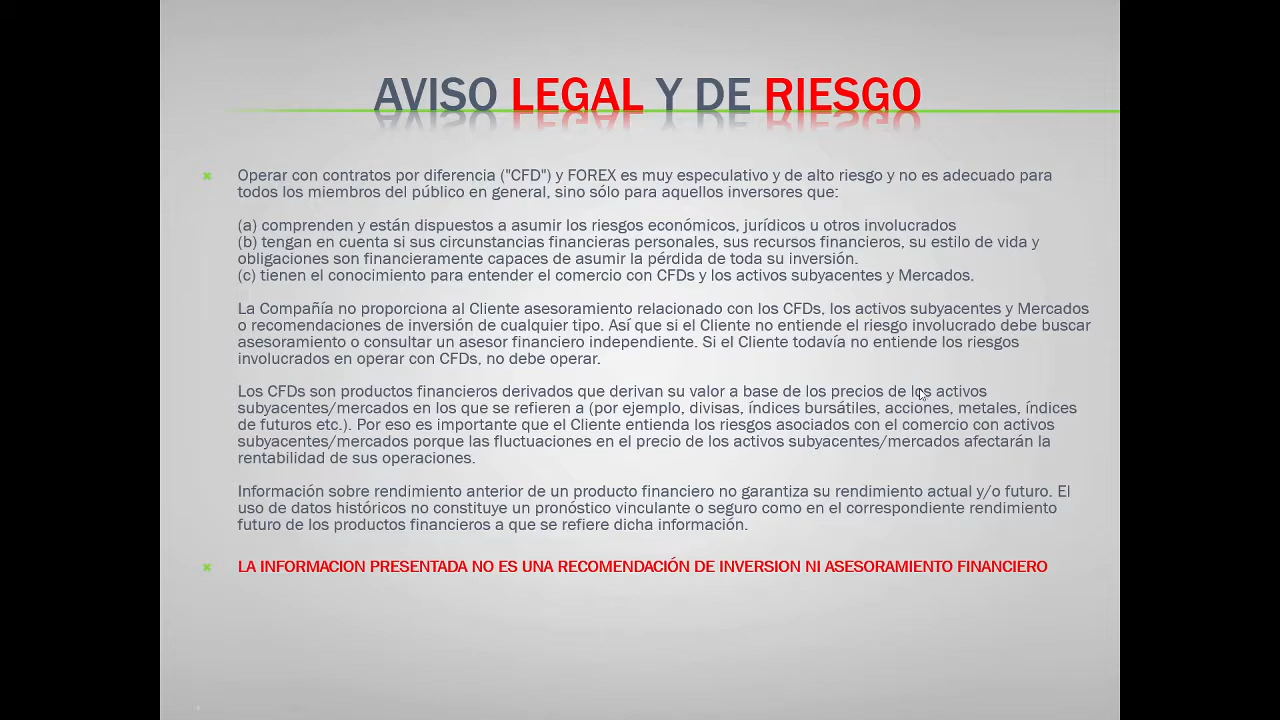 AVISO LEGAL Y DE RIESGO
Operar con contratos por diferencia ("CFD") y FOREX es muy especulativo y de alto riesgo y no es adecuado para
todos los miembros del público en general, sino sólo para aquellos inversores que:
(a) comprenden y están dispuestos a asumir los riesgos económicos, jurídicos u otros involucrados
(b) tengan en cuenta si sus circunstancias financieras personales, sus recursos financieros, su estilo de vida y
obligaciones son financieramente capaces de asumir la pérdida de toda su inversión.
(c) tienen el conocimiento para entender el comercio con CFDs y los activos subyacentes y Mercados.
La Compañía no proporciona al Cliente asesoramiento relacionado con los CFDs, los activos subyacentes y Mercados
o recomendaciones de inversión de cualquier tipo. Así que si el Cliente no entiende el riesgo involucrado debe buscar
asesoramiento o consultar un asesor financiero independiente. Si el Cliente todavía no entiende los riesgos
involucrados en operar con CFDs, no debe operar.
Los CFDs son productos financieros derivados que derivan su valor a base de los precios de los activos
subyacentes/mercados en los que se refieren a (por ejemplo, divisas, índices bursátiles, acciones, metales, índices
de futuros etc.). Por eso es importante que el Cliente entienda los riesgos asociados con el comercio con activos
subyacentes/mercados porque las fluctuaciones en el precio de los activos subyacentes/mercados afectarán la
rentabilidad de sus operaciones.
Información sobre rendimiento anterior de un producto financiero no garantiza su rendimiento actual y/o futuro. El
uso de datos históricos no constituye un pronóstico vinculante o seguro como en el correspondiente rendimiento
futuro de los productos financieros a que se refiere dicha información.
LA INFORMACION PRESENTADA NO ES UNA RECOMENDACIÓN DE INVERSION NI ASESORAMIENTO FINANCIERO